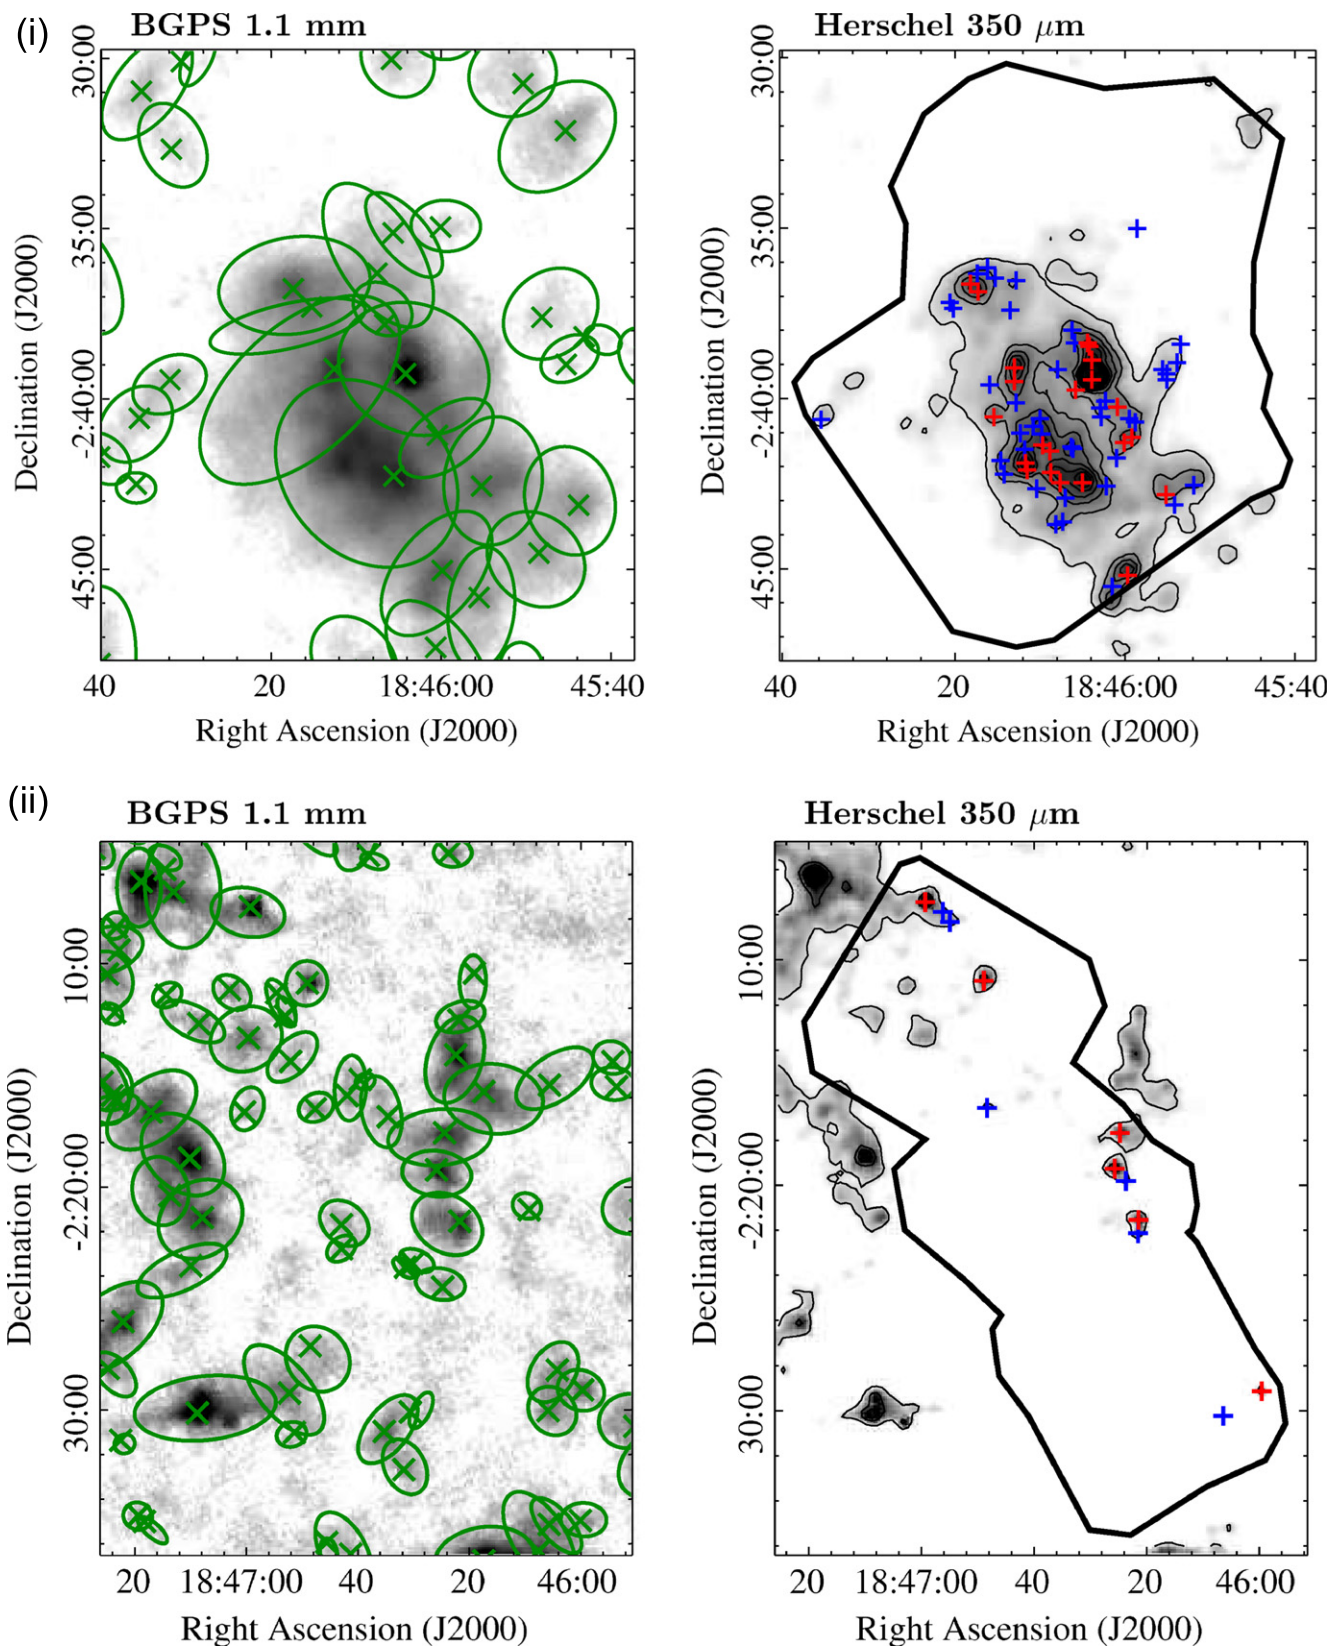 (i)
BGPS 1.1 mm
Herschel 350 μm
30:00
35:00
-2:40:00
45:00
Declination (J2000)
40 20 18:46:00 45:40
Right Ascension (J2000)
30:00
35:00
-2:40:00
45:00
Declination (J2000)
40 20 18:46:00 45:40
Right Ascension (J2000)
(ii)
BGPS 1.1 mm
Herschel 350 μm
10:00
-2:20:00
30:00
Declination (J2000)
20 18:47:00 40 20 46:00
Right Ascension (J2000)
10:00
-2:20:00
30:00
Declination (J2000)
20 18:47:00 40 20 46:00
Right Ascension (J2000)